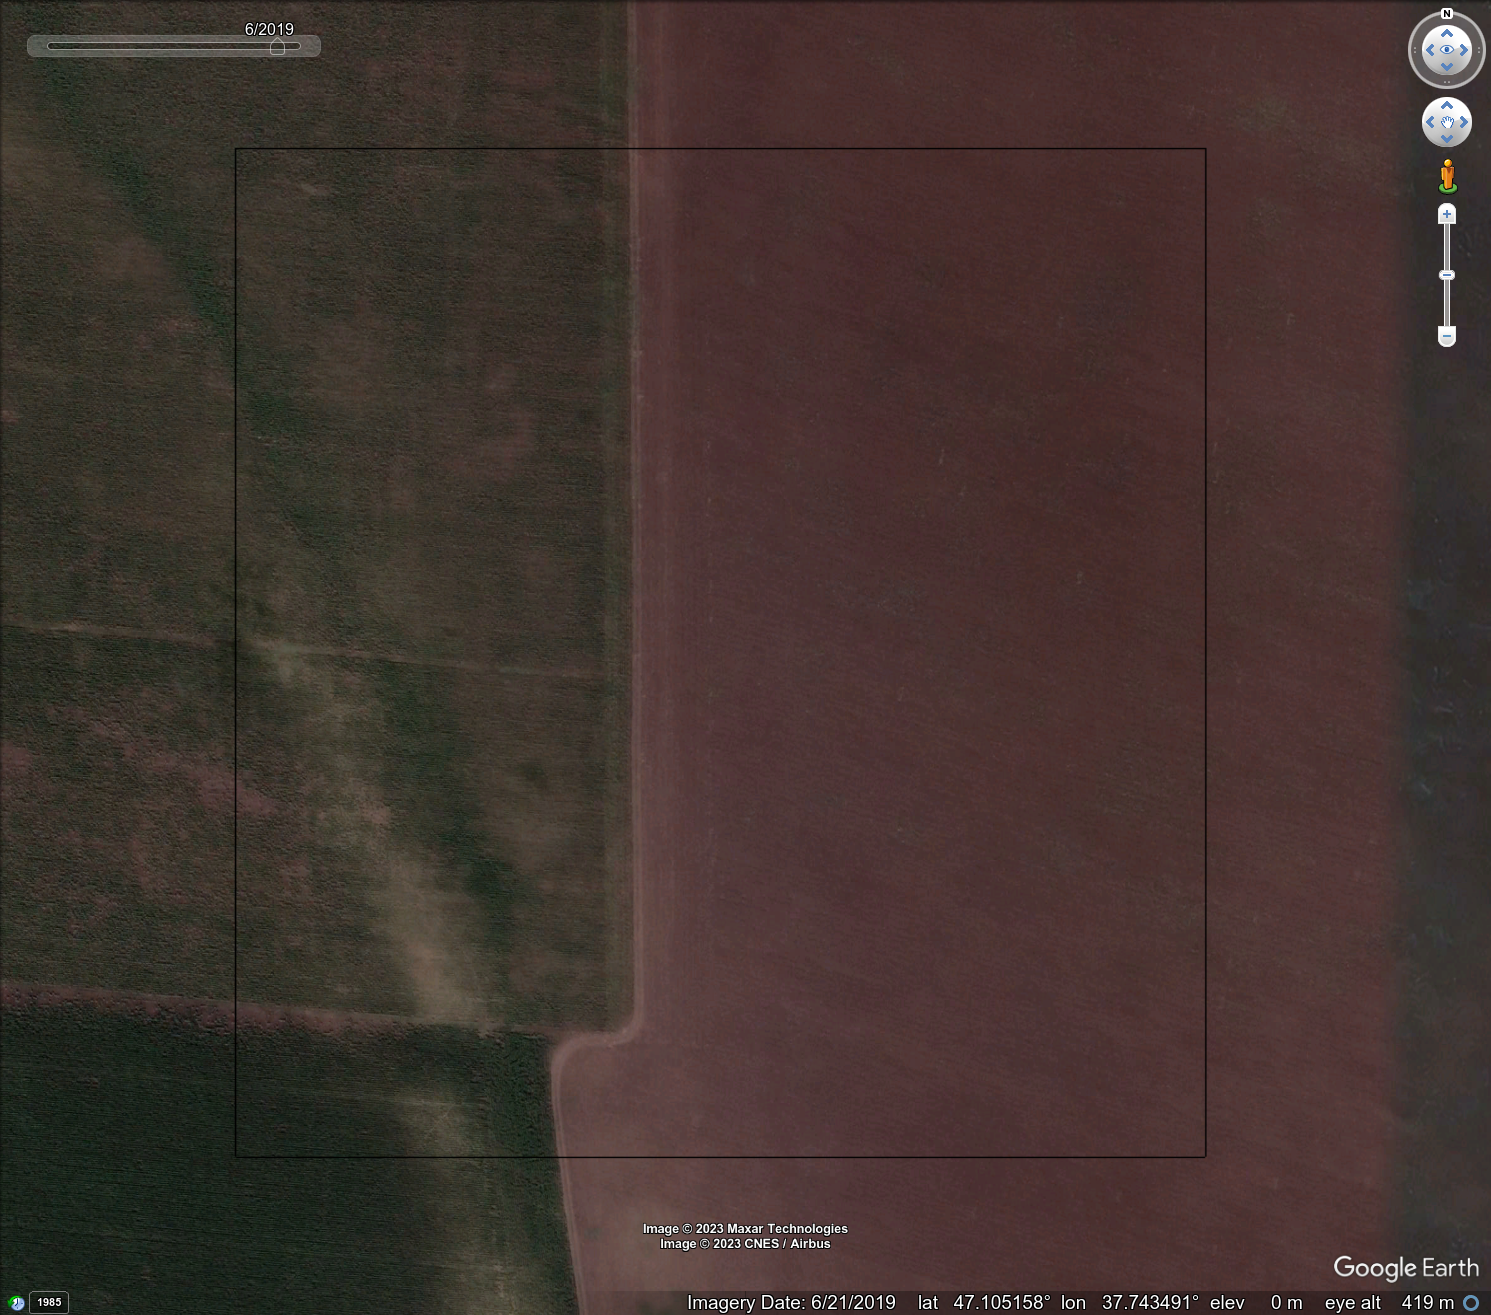 6/2019
N
Image © 2023 Maxar Technologies
Image © 2023 CNES / Airbus
Google Earth
1985
Imagery Date: 6/21/2019 lat 47.105158° lon 37.743491° elev 0 m eye alt 419 m